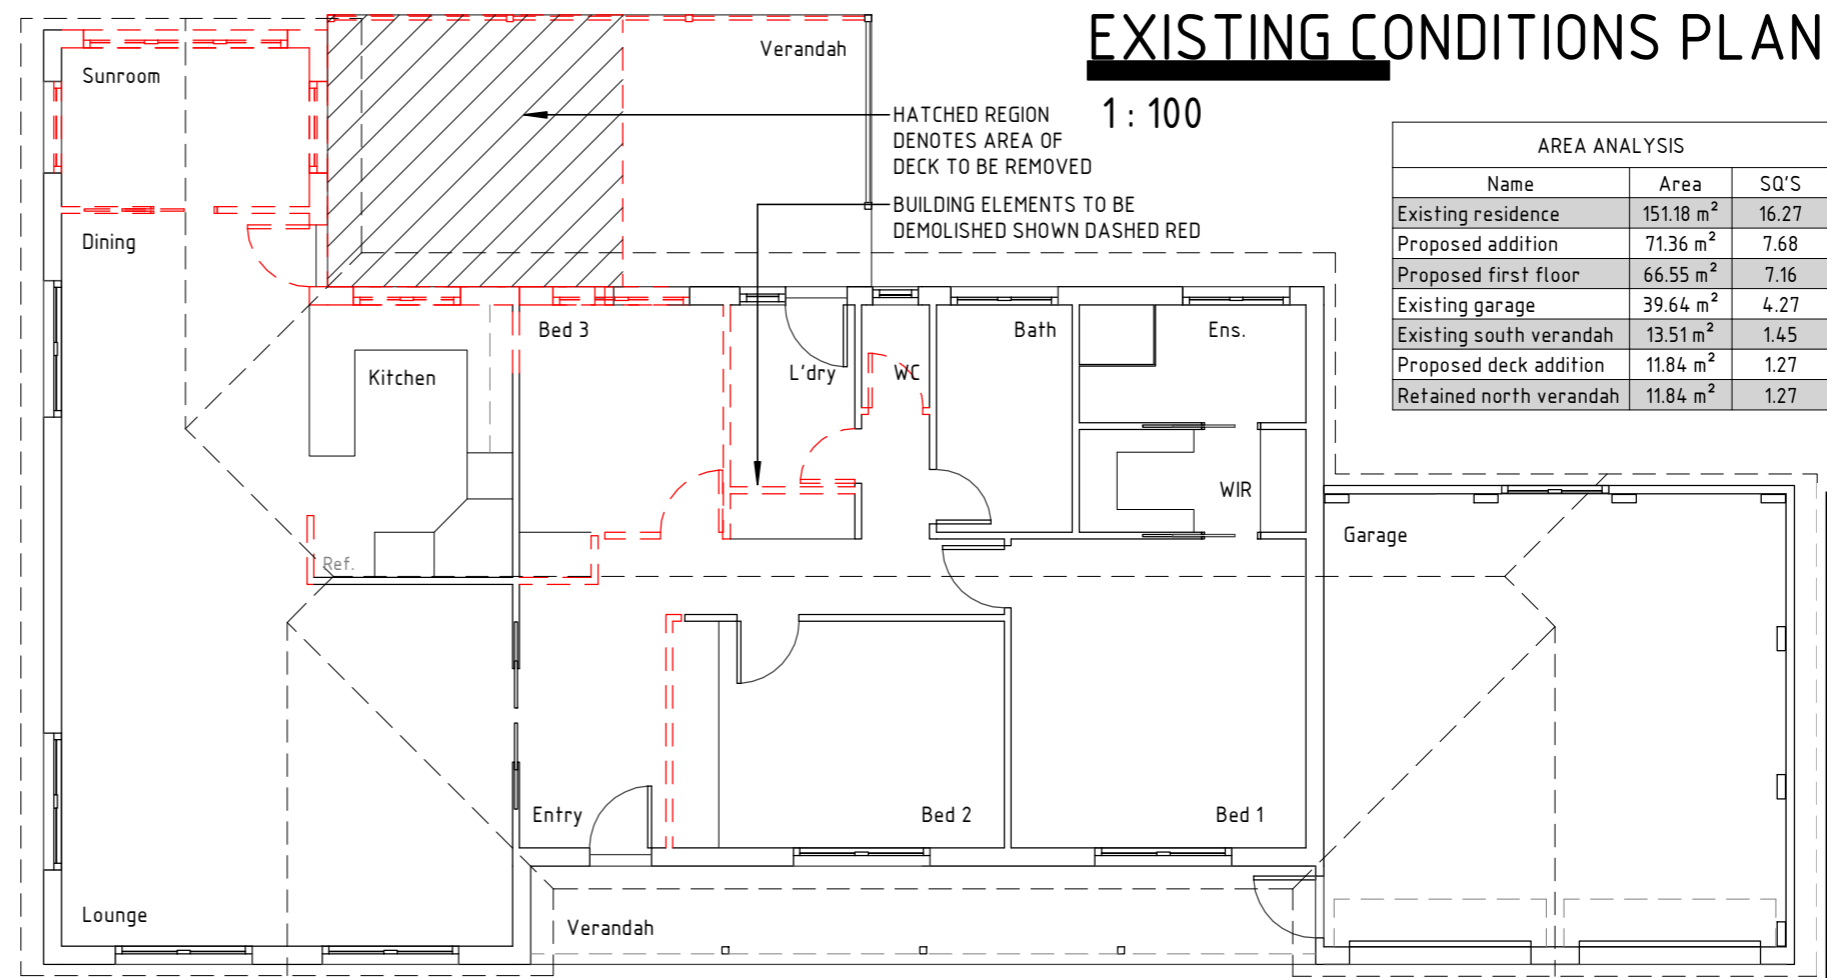 EXISTING CONDITIONS PLAN
1 : 100
Sunroom
Verandah
HATCHED REGION
DENOTES AREA OF
DECK TO BE REMOVED
BUILDING ELEMENTS TO BE
DEMOLISHED SHOWN DASHED RED
AREA ANALYSIS
Name Area SQ'S
Existing residence 151.18 m² 16.27
Proposed addition 71.36 m² 7.68
Proposed first floor 66.55 m² 7.16
Existing garage 39.64 m² 4.27
Existing south verandah 13.51 m² 1.45
Proposed deck addition 11.84 m² 1.27
Retained north verandah 11.84 m² 1.27
Dining
Bed 3
Bath
Ens.
Kitchen
L'dry
WC
WIR
Garage
Ref.
Entry
Bed 2
Bed 1
Lounge
Verandah